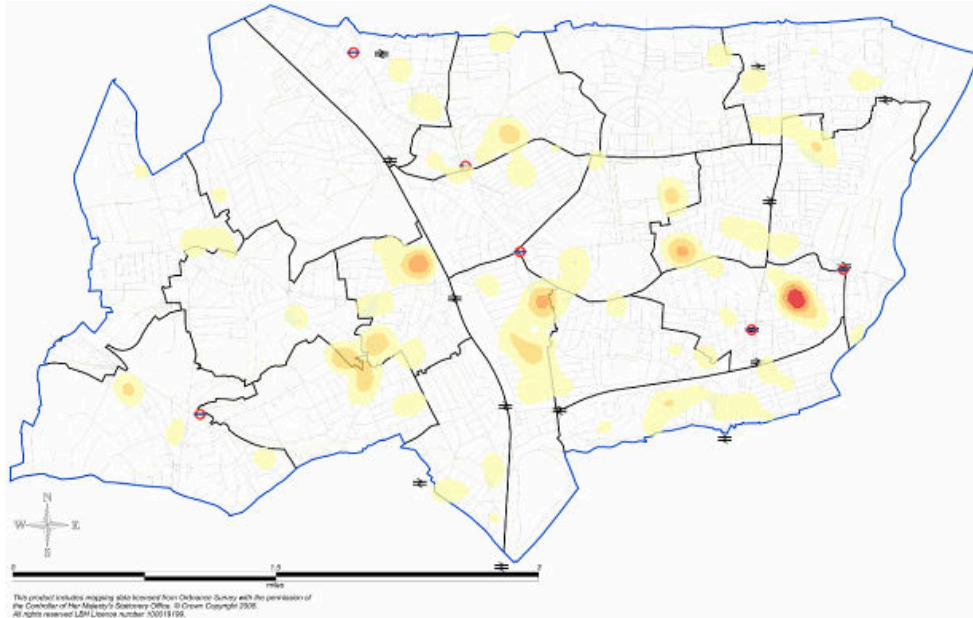 N
W E
S
0 1.5 2
miles
This product includes mapping data licensed from Ordnance Survey with the permission of
the Controller of Her Majesty's Stationery Office. © Crown Copyright 2008.
All rights reserved LBH Licence number 100019199.